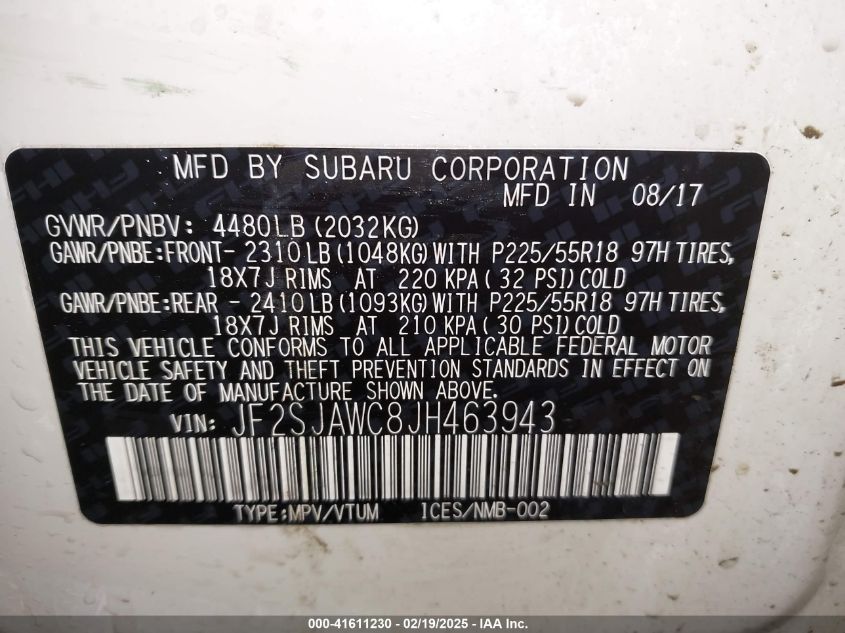 MFD BY SUBARU CORPORATION
MFD IN 08/17
GVWR/PNBV: 4480LB(2032KG)
GAWR/PNBE:FRONT- 2310LB(1048KG)WITH P225/55R18 97H TIRES,
18X7J RIMS AT 220 KPA( 32 PSI)COLD
GAWR/PNBE:REAR - 2410LB(1093KG)WITH P225/55R18 97H TIRES,
18X7J RIMS AT 210 KPA( 30 PSI)COLD
THIS VEHICLE CONFORMS TO ALL APPLICABLE FEDERAL MOTOR
VEHICLE SAFETY AND THEFT PREVENTION STANDARDS IN EFFECT ON
THE DATE OF MANUFACTURE SHOWN ABOVE.
VIN: JF2SJAWC8JH463943
TYPE:MPV/VTUM ICES/NMB-002
000-41611230 - 02/19/2025 - IAA Inc.